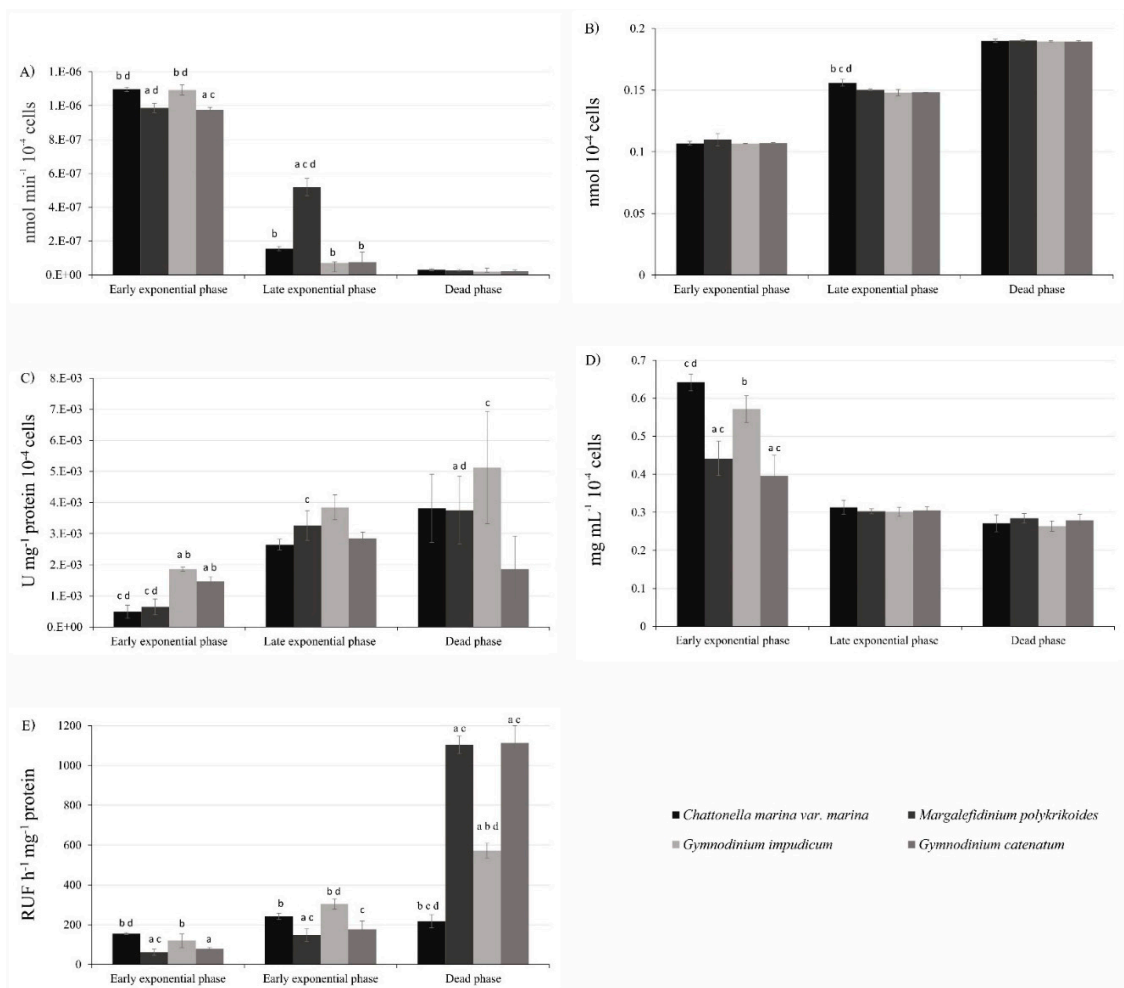 A)
nmol min⁻¹ 10⁻⁴ cells
1.E-06
1.E-06
8.E-07
6.E-07
4.E-07
2.E-07
0.E+00
b d
a d
b d
a c
b
a c d
b
b
Early exponential phase
Late exponential phase
Dead phase
B)
nmol 10⁻⁴ cells
0.2
0.15
0.1
0.05
0
b c d
Early exponential phase
Late exponential phase
Dead phase
C)
U mg⁻¹ protein 10⁻⁴ cells
8.E-03
7.E-03
6.E-03
5.E-03
4.E-03
3.E-03
2.E-03
1.E-03
0.E+00
c d
c d
a b
a b
c
a d
c
Early exponential phase
Late exponential phase
Dead phase
D)
mg mL⁻¹ 10⁻⁴ cells
0.7
0.6
0.5
0.4
0.3
0.2
0.1
0
c d
a c
b
a c
Early exponential phase
Late exponential phase
Dead phase
E)
RUF h⁻¹ mg⁻¹ protein
1200
1000
800
600
400
200
0
b d
a c
b
a
b
a c
b d
c
b c d
a c
a b d
a c
Early exponential phase
Early exponential phase
Dead phase
Chattonella marina var. marina
Margalefidinium polykrikoides
Gymnodinium impudicum
Gymnodinium catenatum